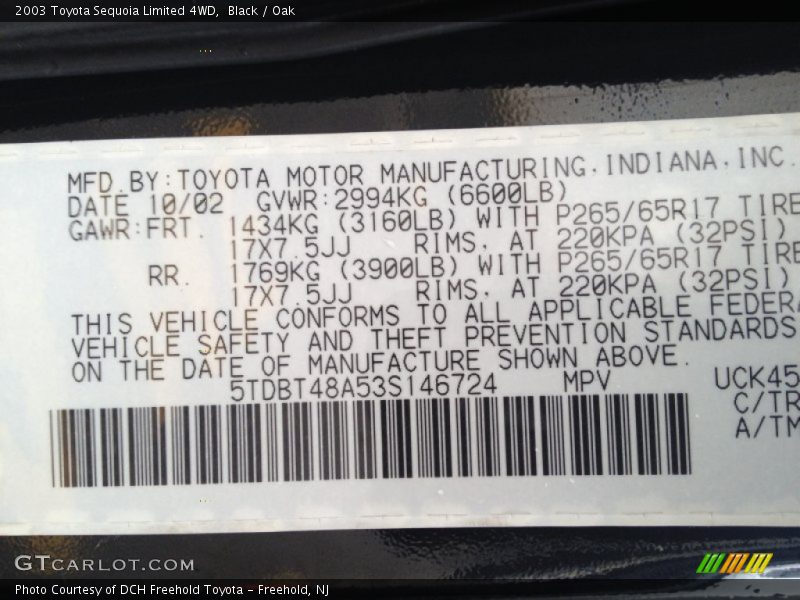 2003 Toyota Sequoia Limited 4WD,  Black / Oak
MFD.BY:TOYOTA MOTOR MANUFACTURING.INDIANA.INC.
DATE 10/02  GVWR:2994KG (6600LB)
GAWR:FRT. 1434KG (3160LB) WITH P265/65R17 TIRE
17X7.5JJ RIMS. AT 220KPA (32PSI)
RR. 1769KG (3900LB) WITH P265/65R17 TIRE
17X7.5JJ RIMS. AT 220KPA (32PSI)
THIS VEHICLE CONFORMS TO ALL APPLICABLE FEDERA
VEHICLE SAFETY AND THEFT PREVENTION STANDARDS
ON THE DATE OF MANUFACTURE SHOWN ABOVE.
5TDBT48A53S146724 MPV UCK45
C/TR
A/TM
GTCARLOT.COM
Photo Courtesy of DCH Freehold Toyota – Freehold, NJ